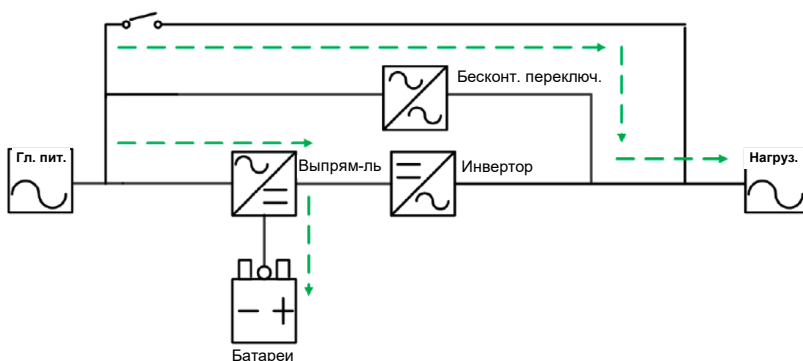 Бесконт. переключ.
Гл. пит.
Выпрям-ль
Инвертор
Нагруз.
Батареи